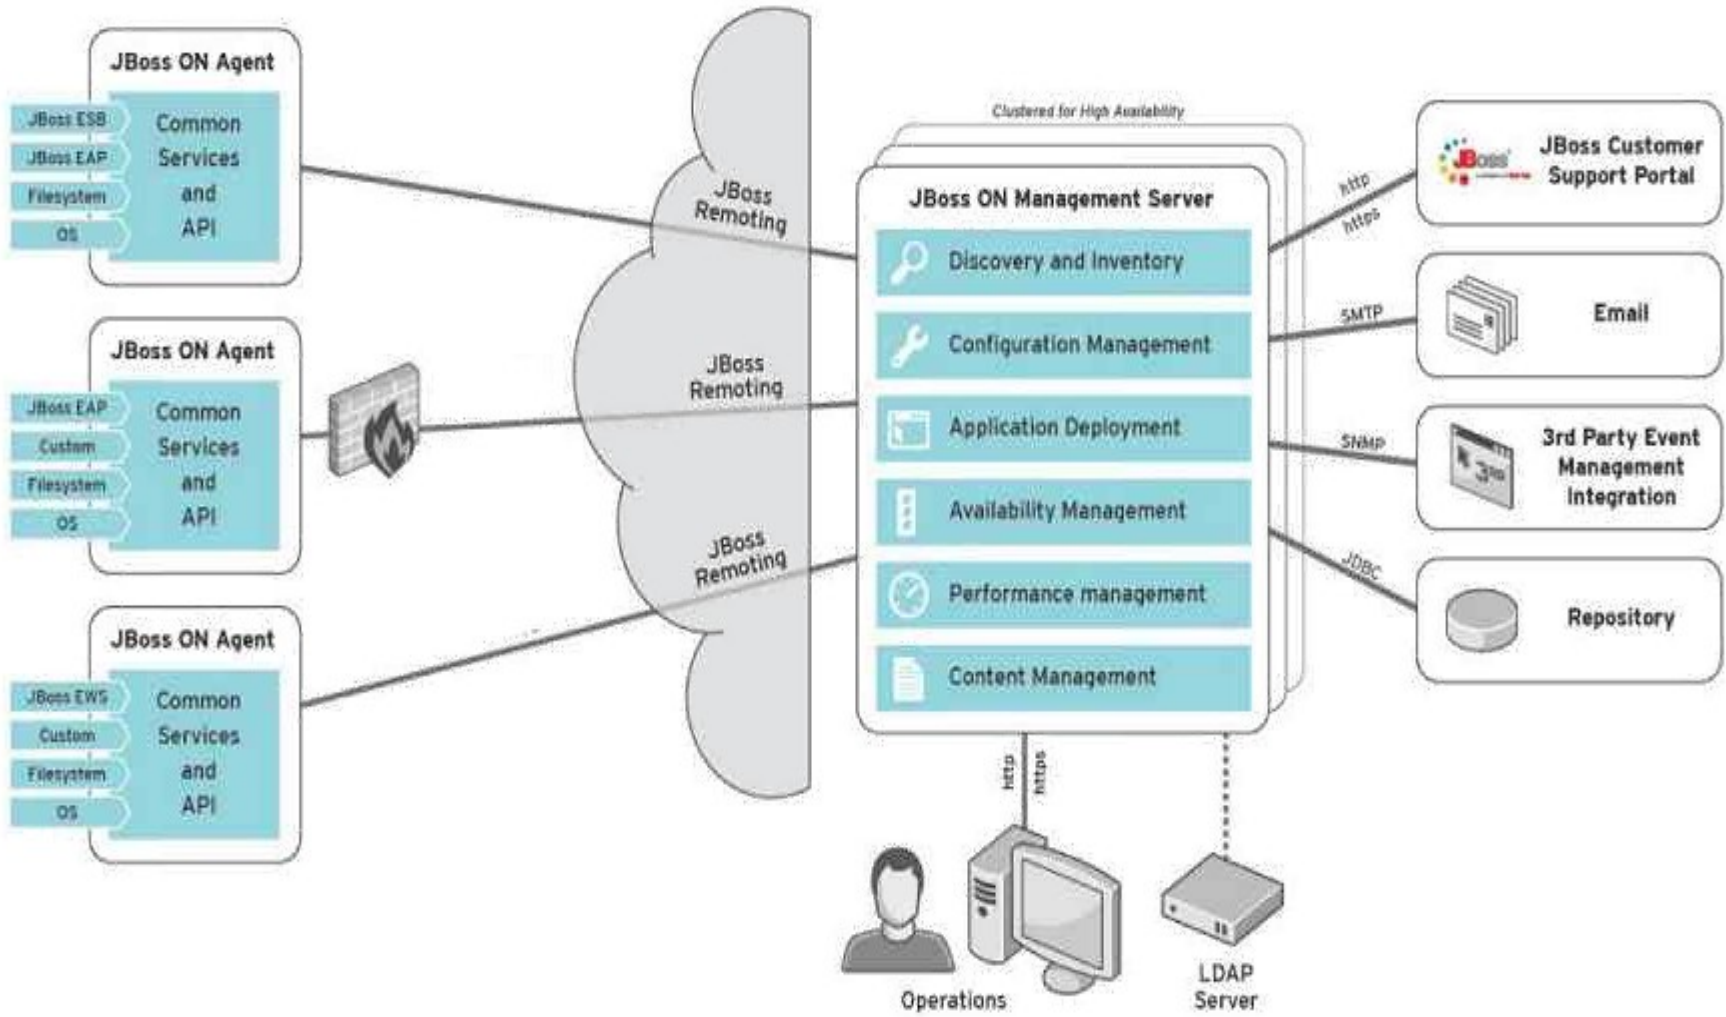 JBoss ON Agent
JBoss ESB
JBoss EAP
Filesystem
OS
Common
Services
and
API
JBoss ON Agent
JBoss EAP
Custom
Filesystem
OS
Common
Services
and
API
JBoss ON Agent
JBoss EWS
Custom
Filesystem
OS
Common
Services
and
API
JBoss
Remoting
JBoss
Remoting
JBoss
Remoting
Clustered for High Availability
JBoss ON Management Server
Discovery and Inventory
Configuration Management
Application Deployment
Availability Management
Performance management
Content Management
http
https
SMTP
SNMP
JDBC
JBoss
JBoss Customer
Support Portal
Email
3rd Party Event
Management
Integration
Repository
http
https
Operations
LDAP
Server